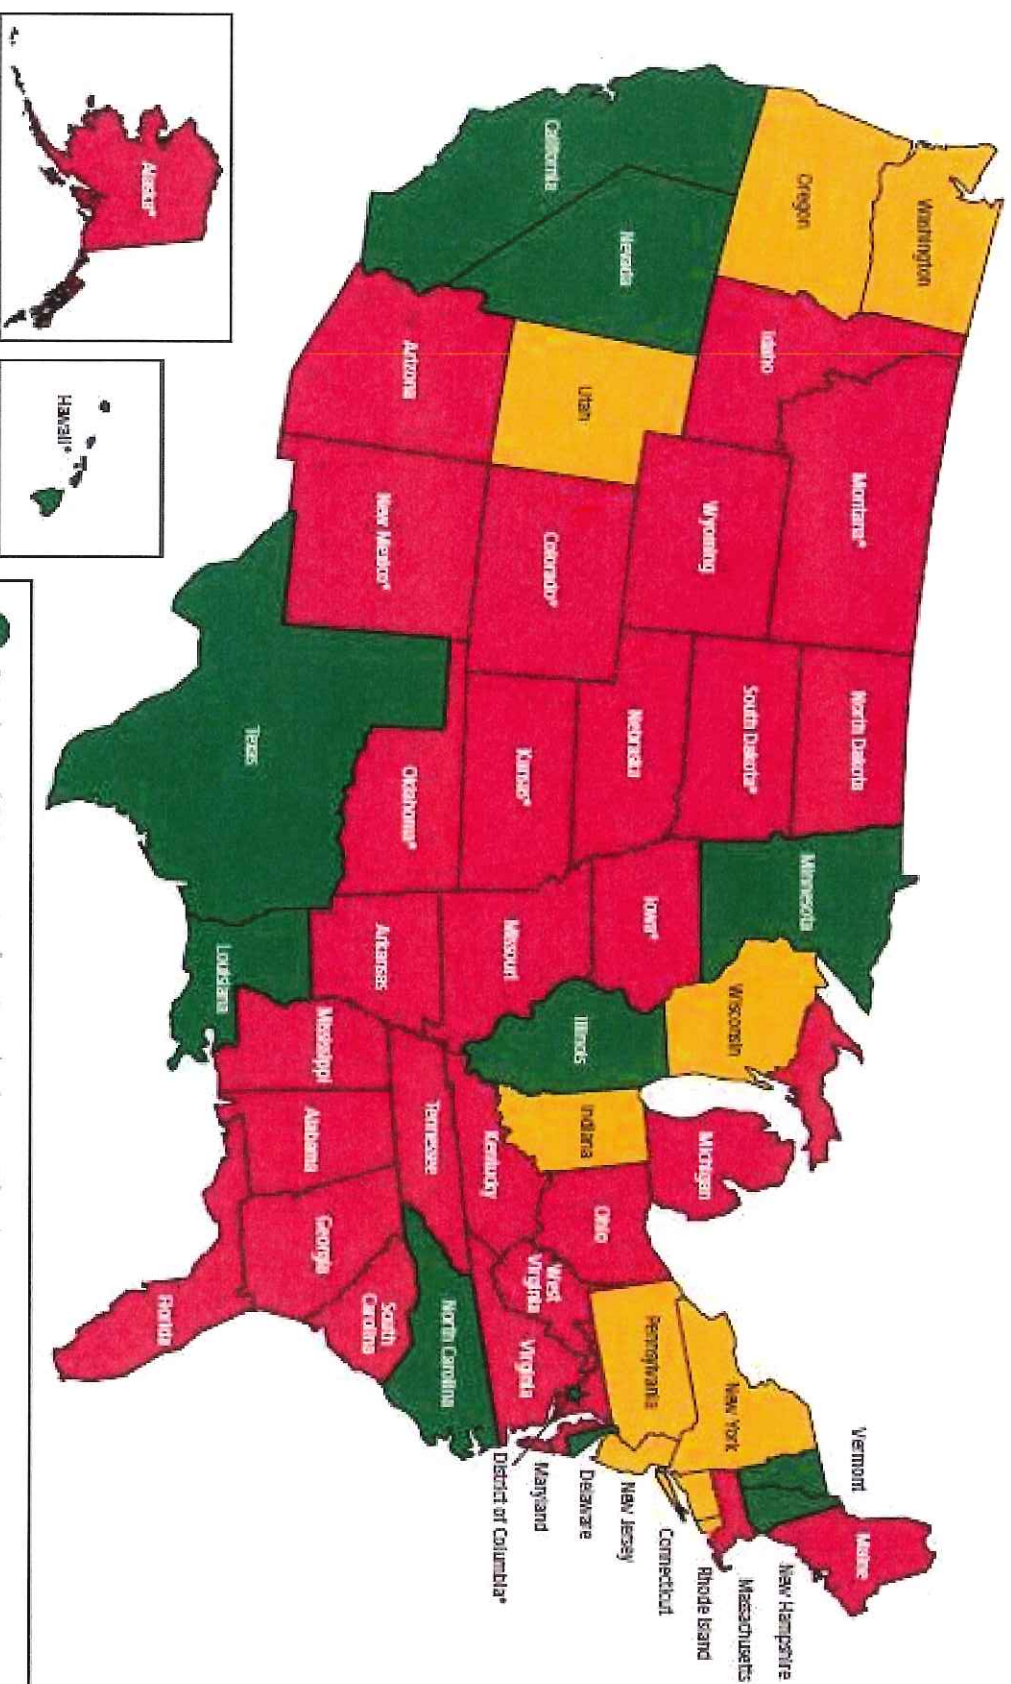 Washington
Oregon
California
Nevada
Idaho
Montana*
Wyoming
Utah
Arizona
Colorado*
New Mexico*
North Dakota
South Dakota*
Nebraska
Kansas*
Oklahoma*
Texas
Minnesota
Iowa*
Missouri
Arkansas
Louisiana
Wisconsin
Illinois
Michigan
Indiana
Ohio
Kentucky
Tennessee
Mississippi
Alabama
Georgia
Florida
South
Carolina
North Carolina
West
Virginia
Virginia
Pennsylvania
New York
Vermont
Maine
New Hampshire
Massachusetts
Rhode Island
Connecticut
New Jersey
Delaware
Maryland
District of Columbia*
Alaska*
Hawaii*